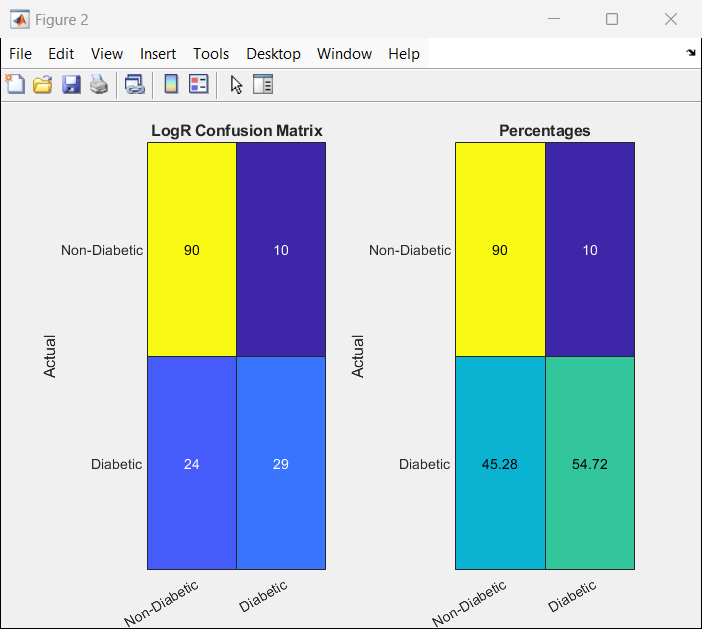 Figure 2
File Edit View Insert Tools Desktop Window Help
LogR Confusion Matrix
Non-Diabetic
90
10
Actual
Diabetic
24
29
Non-Diabetic
Diabetic
Percentages
Non-Diabetic
90
10
Actual
Diabetic
45.28
54.72
Non-Diabetic
Diabetic